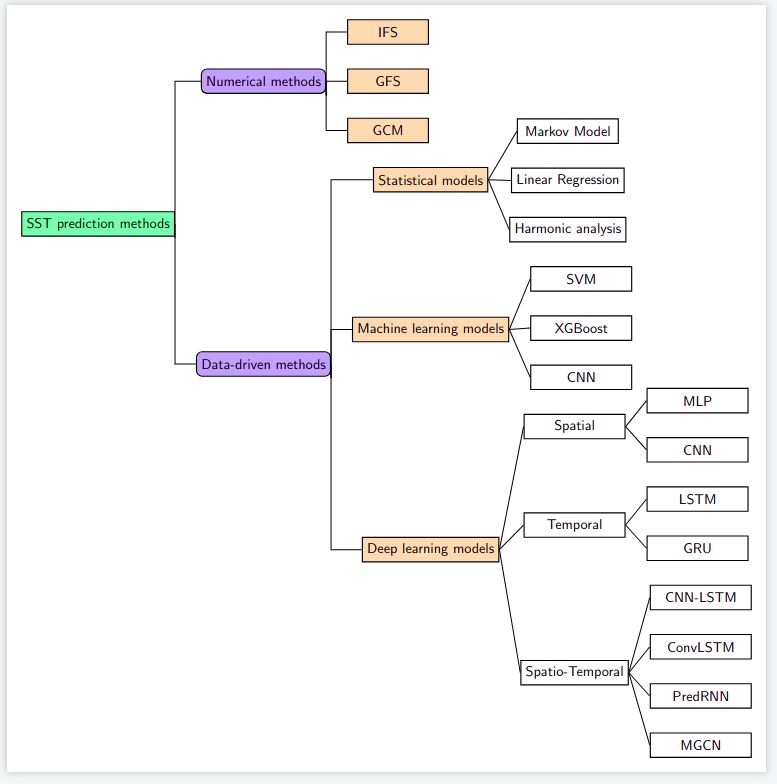 IFS
Numerical methods
GFS
GCM
Markov Model
Statistical models
Linear Regression
SST prediction methods
Harmonic analysis
SVM
Machine learning models
XGBoost
Data-driven methods
CNN
MLP
Spatial
CNN
LSTM
Temporal
GRU
Deep learning models
CNN-LSTM
ConvLSTM
Spatio-Temporal
PredRNN
MGCN